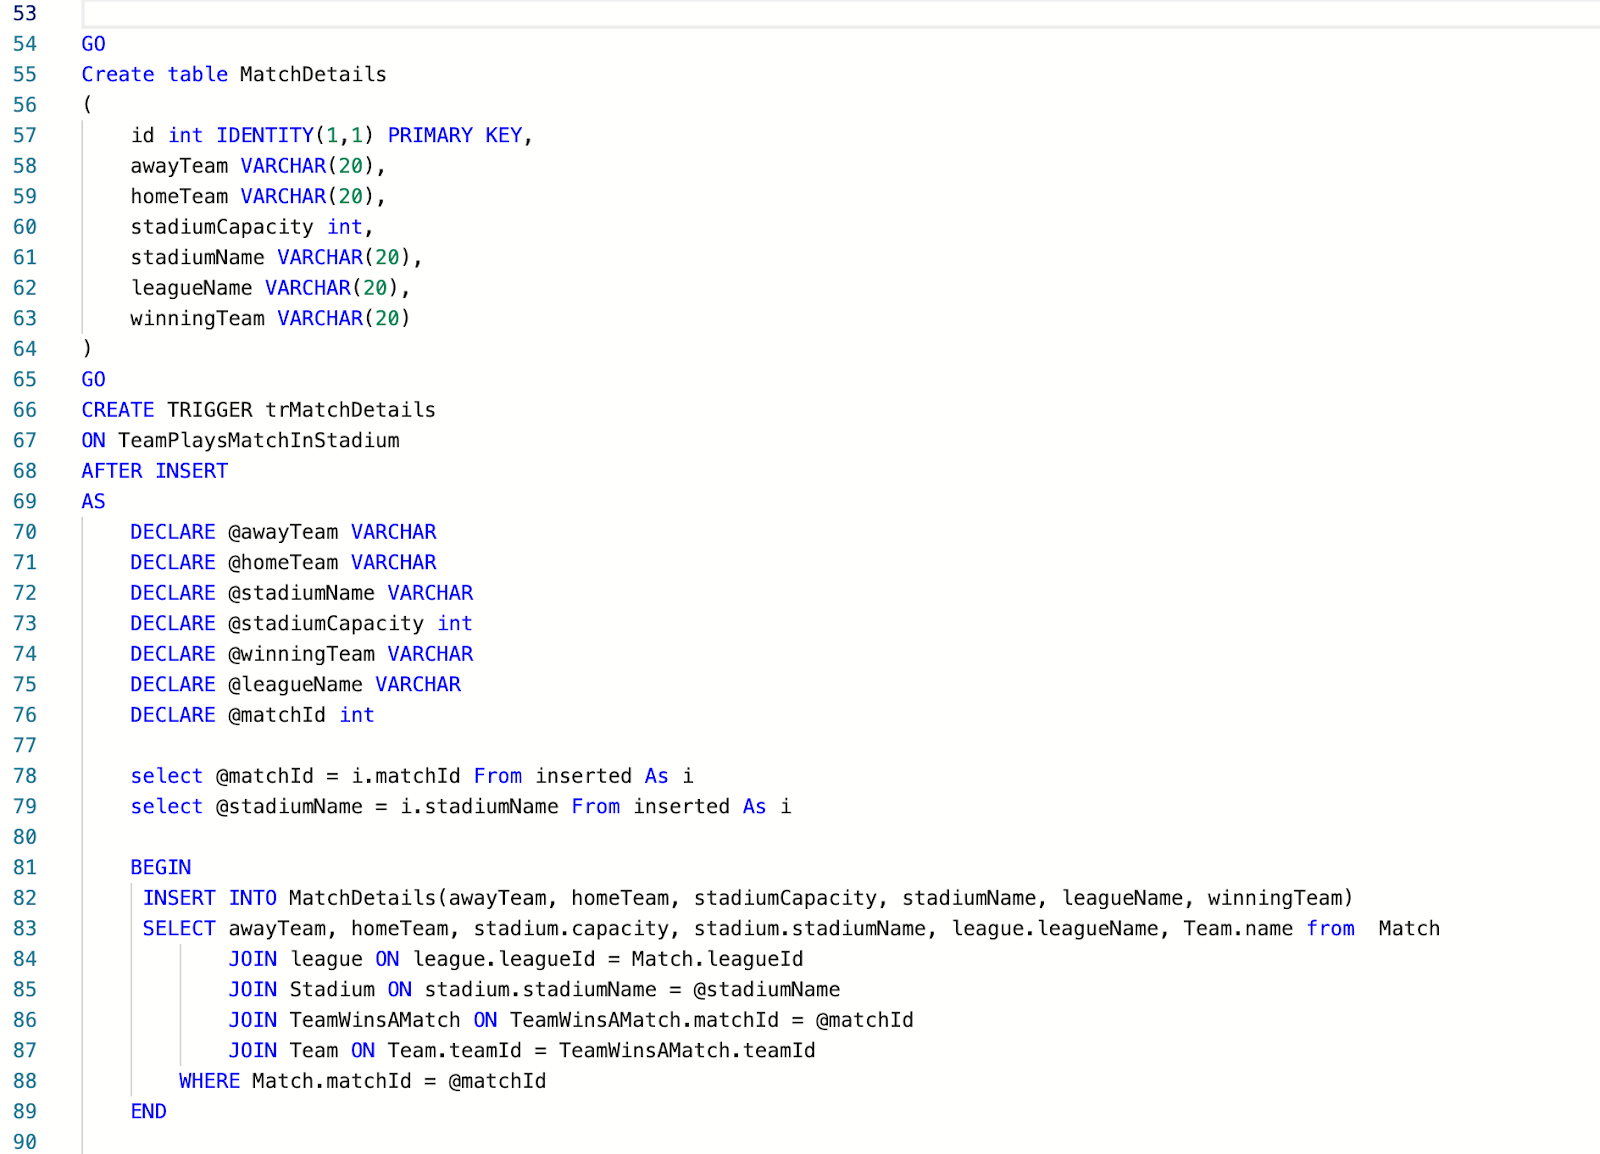 53
54 GO
55 Create table MatchDetails
56 (
57 id int IDENTITY(1,1) PRIMARY KEY,
58 awayTeam VARCHAR(20),
59 homeTeam VARCHAR(20),
60 stadiumCapacity int,
61 stadiumName VARCHAR(20),
62 leagueName VARCHAR(20),
63 winningTeam VARCHAR(20)
64 )
65 GO
66 CREATE TRIGGER trMatchDetails
67 ON TeamPlaysMatchInStadium
68 AFTER INSERT
69 AS
70 DECLARE @awayTeam VARCHAR
71 DECLARE @homeTeam VARCHAR
72 DECLARE @stadiumName VARCHAR
73 DECLARE @stadiumCapacity int
74 DECLARE @winningTeam VARCHAR
75 DECLARE @leagueName VARCHAR
76 DECLARE @matchId int
77
78 select @matchId = i.matchId From inserted As i
79 select @stadiumName = i.stadiumName From inserted As i
80
81 BEGIN
82 INSERT INTO MatchDetails(awayTeam, homeTeam, stadiumCapacity, stadiumName, leagueName, winningTeam)
83 SELECT awayTeam, homeTeam, stadium.capacity, stadium.stadiumName, league.leagueName, Team.name from  Match
84 JOIN league ON league.leagueId = Match.leagueId
85 JOIN Stadium ON stadium.stadiumName = @stadiumName
86 JOIN TeamWinsAMatch ON TeamWinsAMatch.matchId = @matchId
87 JOIN Team ON Team.teamId = TeamWinsAMatch.teamId
88 WHERE Match.matchId = @matchId
89 END
90